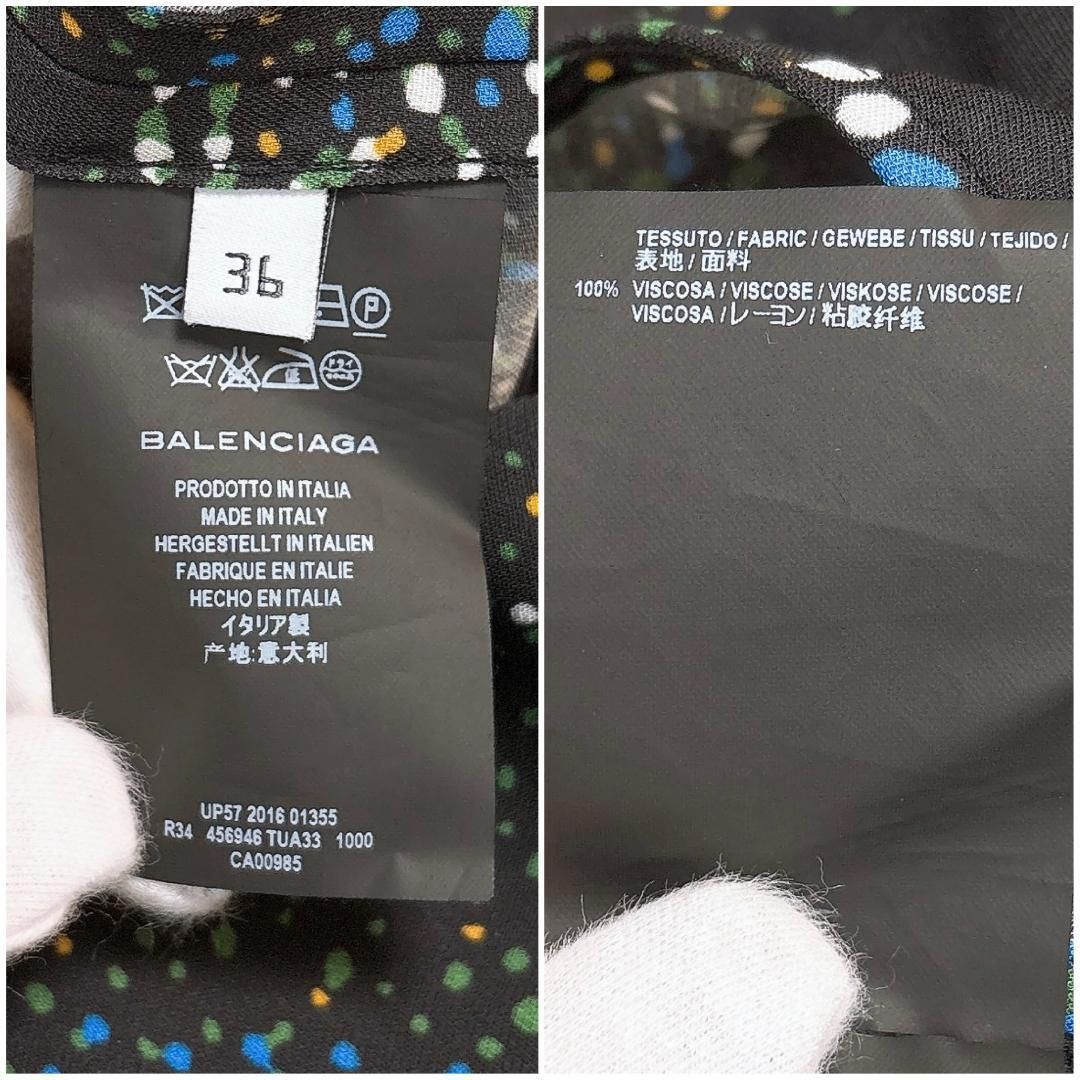 36
P
ドライ
BALENCIAGA
PRODOTTO IN ITALIA
MADE IN ITALY
HERGESTELLT IN ITALIEN
FABRIQUE EN ITALIE
HECHO EN ITALIA
イタリア製
产地:意大利
UP57 2016 01355
R34 456946 TUA33 1000
CA00985
TESSUTO / FABRIC / GEWEBE / TISSU / TEJIDO /
表地 / 面料
100% VISCOSA / VISCOSE / VISKOSE / VISCOSE /
VISCOSA / レーヨン / 粘胶纤维